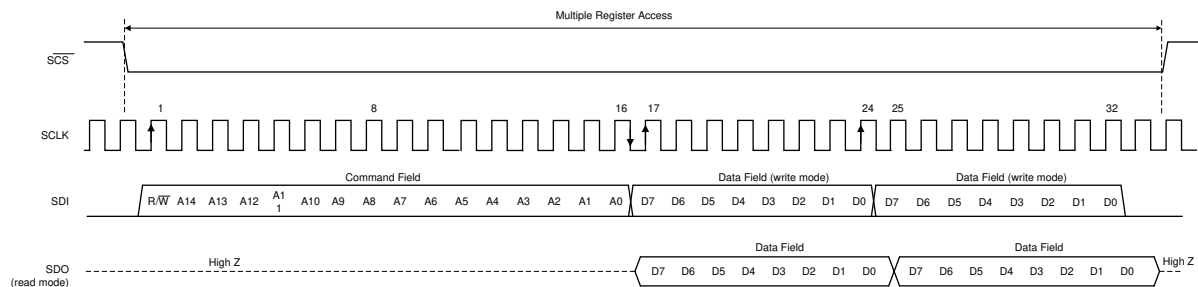 Multiple Register Access
SCS
1 8 16 17 24 25 32
SCLK
Command Field Data Field (write mode) Data Field (write mode)
SDI R/W A14 A13 A12 A1 A10 A9 A8 A7 A6 A5 A4 A3 A2 A1 A0 D7 D6 D5 D4 D3 D2 D1 D0 D7 D6 D5 D4 D3 D2 D1 D0
1
Data Field Data Field
High Z High Z
SDO D7 D6 D5 D4 D3 D2 D1 D0 D7 D6 D5 D4 D3 D2 D1 D0
(read mode)